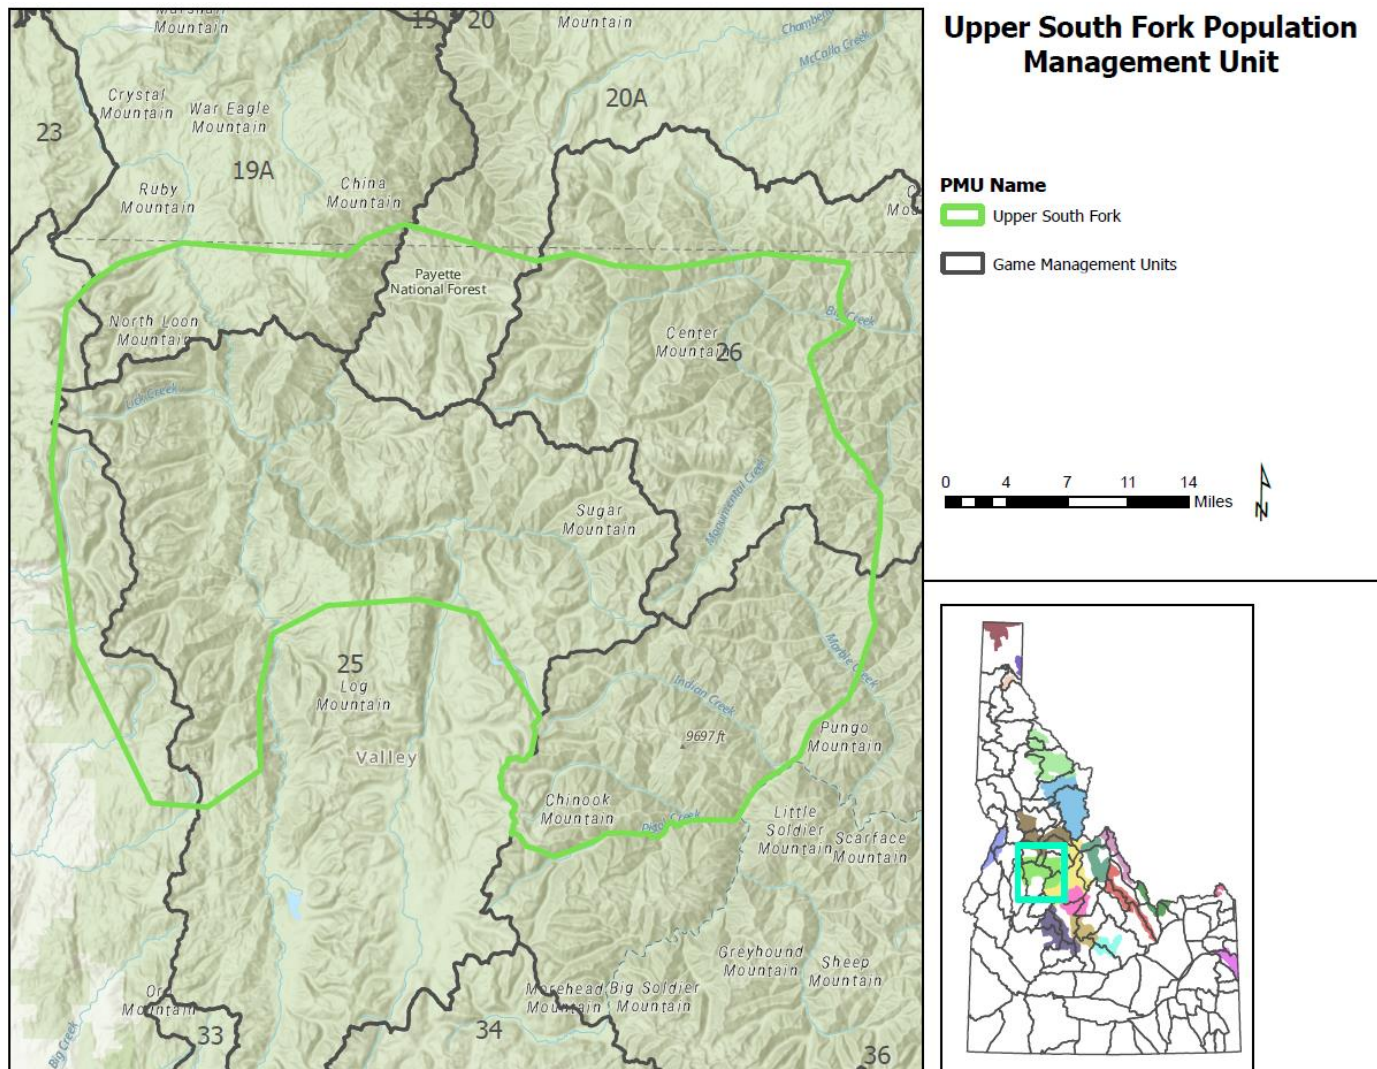 Upper South Fork Population
Management Unit
PMU Name
Upper South Fork
Game Management Units
0 4 7 11 14
Miles
N
Mountain
19 20
Mountain
McCalla Creek
Crystal
Mountain
War Eagle
Mountain
20A
23
19A
Ruby
Mountain
China
Mountain
Payette
National Forest
North Loon
Mountain
Center
Mountain
26
Lick Creek
Monumental Creek
Sugar
Mountain
25
Log
Mountain
Indian Creek
Marble Creek
9697 ft
Pungo
Mountain
Valley
Chinook
Mountain
Pistol Creek
Little
Soldier
Mountain
Scarface
Mountain
Greyhound
Mountain
Sheep
Mountain
Morehead
Mountain
Big Soldier
Mountain
Mountain
33
34
36
Big Creek